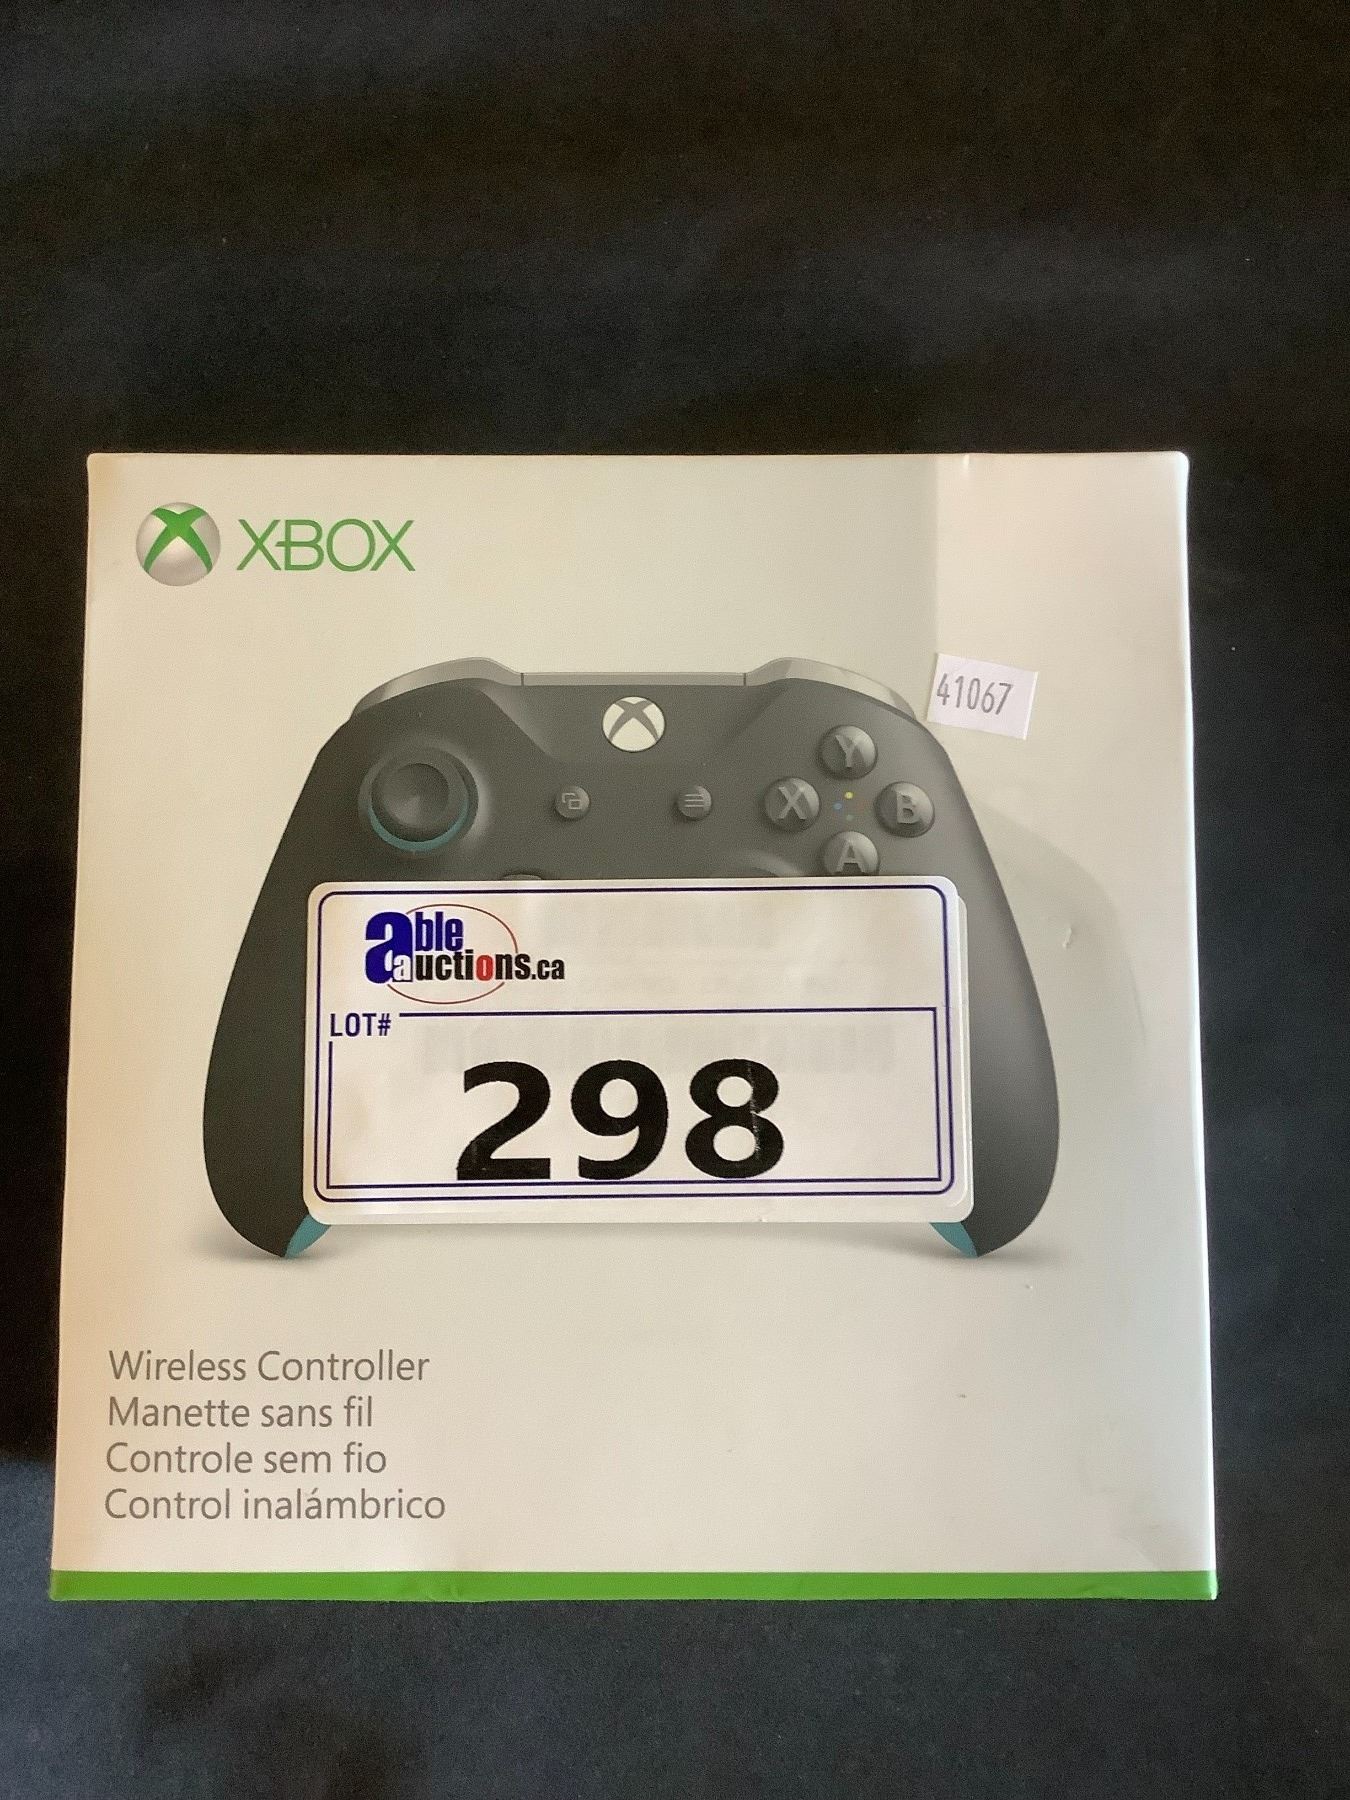 XBOX
41067
Y
X
B
A
able
auctions.ca
LOT#
298
Wireless Controller
Manette sans fil
Controle sem fio
Control inalámbrico